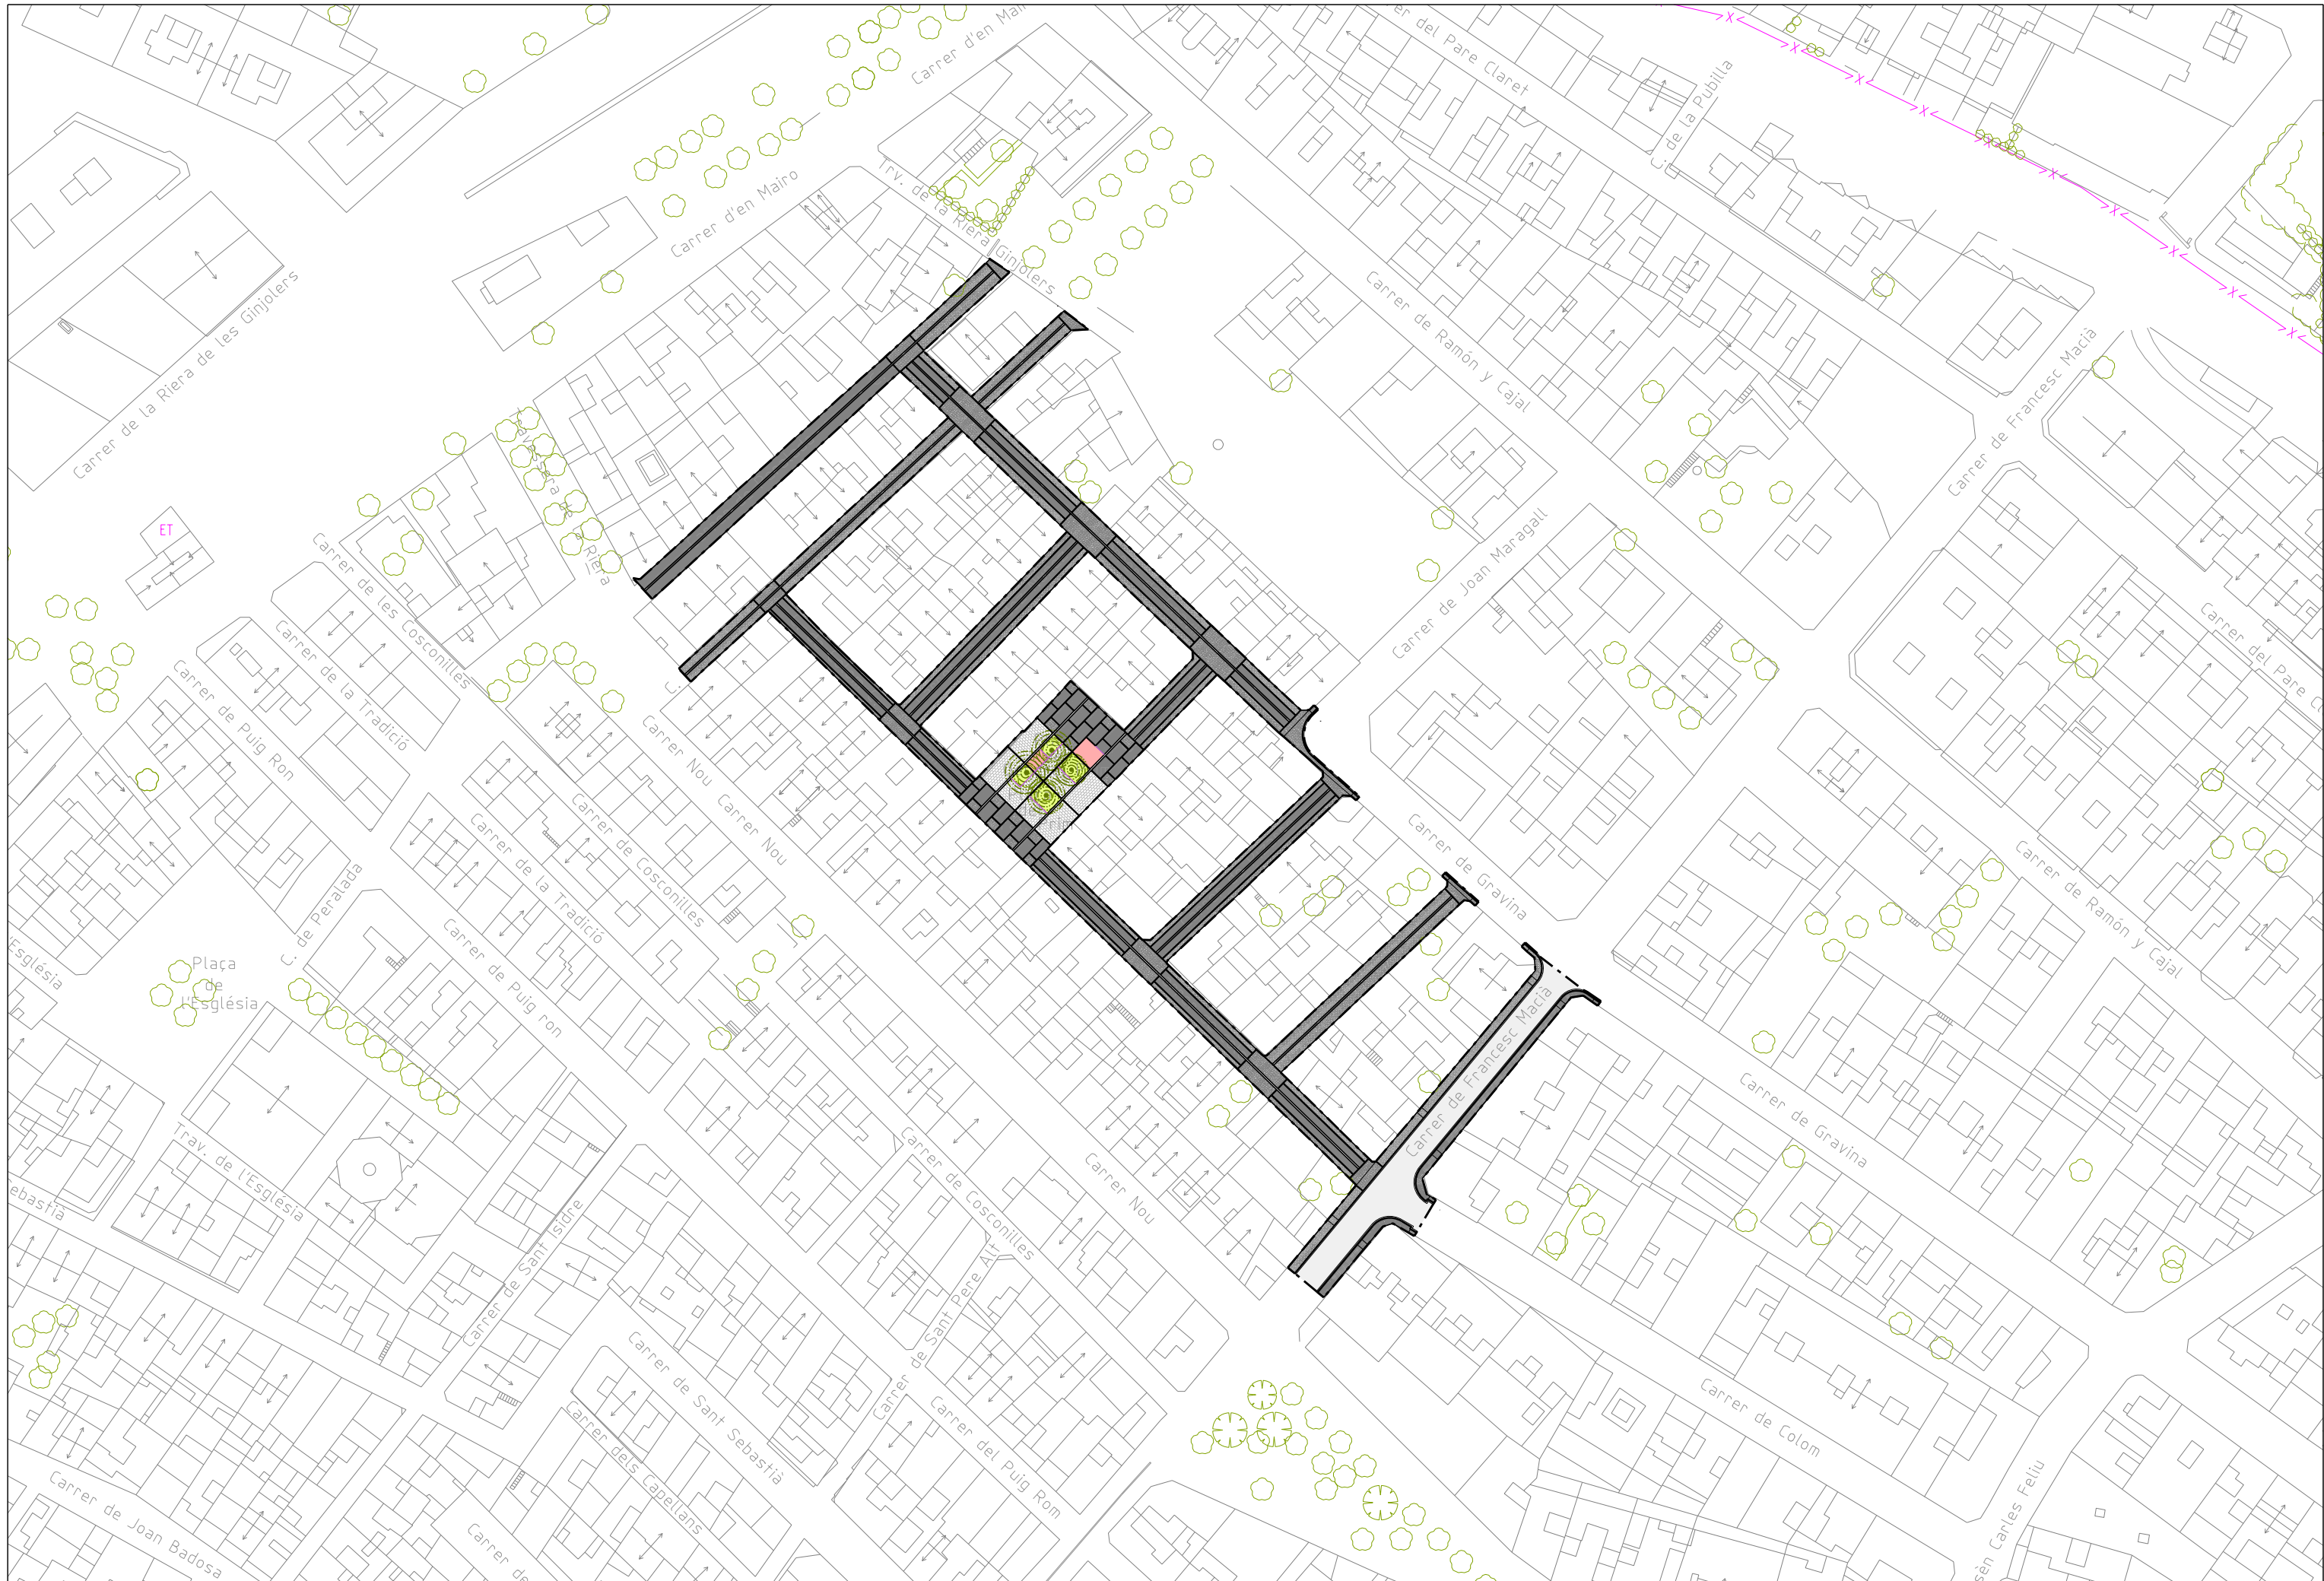 Carrer d'en Mair
er del Pare Claret
C. de la Pubilla
Trv. de la Riera Ginjolers
Carrer d'en Mairo
Carrer de la Riera de les Ginjolers
Carrer de Ramón y Cajal
Carrer de Francesc Macià
ET
Carrer de les Cosconilles
Carrer de Joan Maragall
Carrer de la Tradició
Carrer de Puig Ron
C.
Carrer Nou
Carrer Nou
Carrer del Pare C
Carrer de Cosconilles
Carrer de la Tradició
Carrer de Gravina
Carrer de Ramón y Cajal
C. de Peralada
Carrer de Puig ron
Església
Plaça
de
l'Església
Carrer de Francesc Macià
Carrer de Gravina
Trav. de l'Església
Carrer de Cosconilles
Carrer Nou
ebastià
Carrer de Sant Isidre
Carrer de Sant Pere Alt
Carrer de Sant Sebastià
Carrer dels Capellans
Carrer del Puig Rom
Carrer de Colom
Carrer de Joan Badosa
Carrer de
sèn Carles Feliu